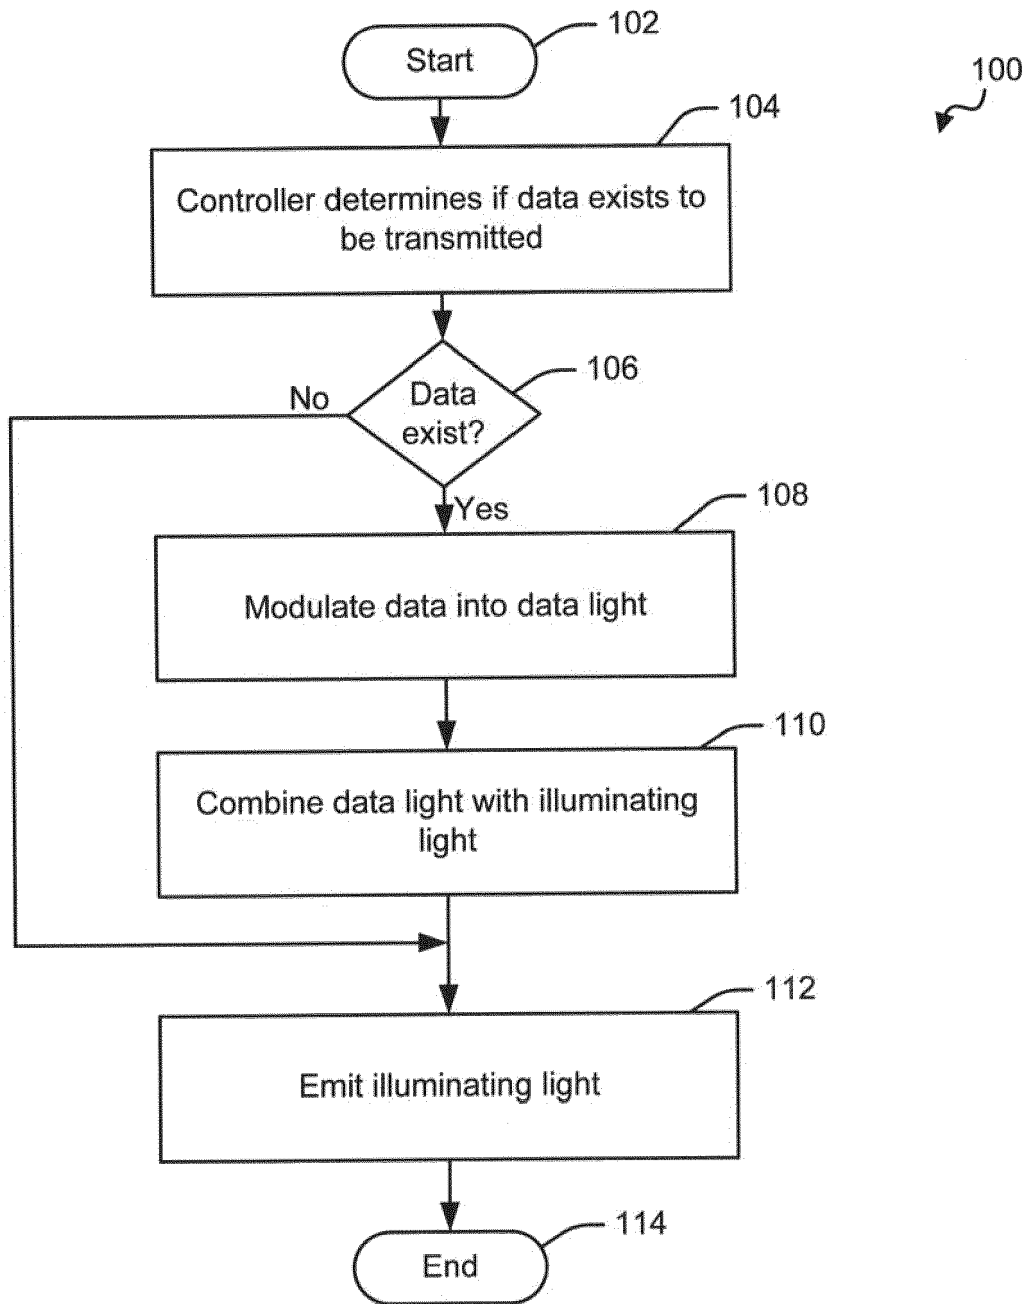 102
Start
100
104
Controller determines if data exists to
be transmitted
106
No
Data
exist?
Yes
108
Modulate data into data light
110
Combine data light with illuminating
light
112
Emit illuminating light
114
End